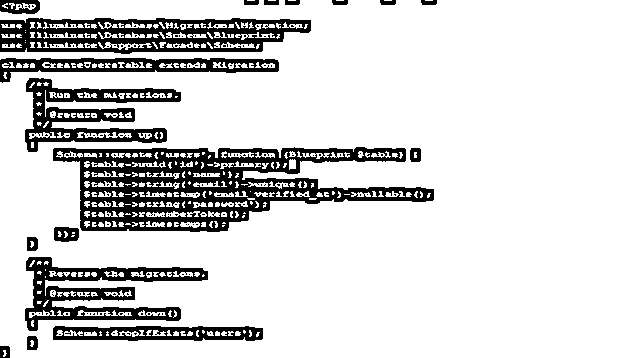 <?php
use Illuminate\Database\Migrations\Migration;
use Illuminate\Database\Schema\Blueprint;
use Illuminate\Support\Facades\Schema;
class CreateUsersTable extends Migration
{
/**
* Run the migrations.
*
* @return void
*/
public function up()
{
Schema::create('users', function (Blueprint $table) {
$table->uuid('id')->primary();
$table->string('name');
$table->string('email')->unique();
$table->timestamp('email_verified_at')->nullable();
$table->string('password');
$table->rememberToken();
$table->timestamps();
});
}
/**
* Reverse the migrations.
*
* @return void
*/
public function down()
{
Schema::dropIfExists('users');
}
}